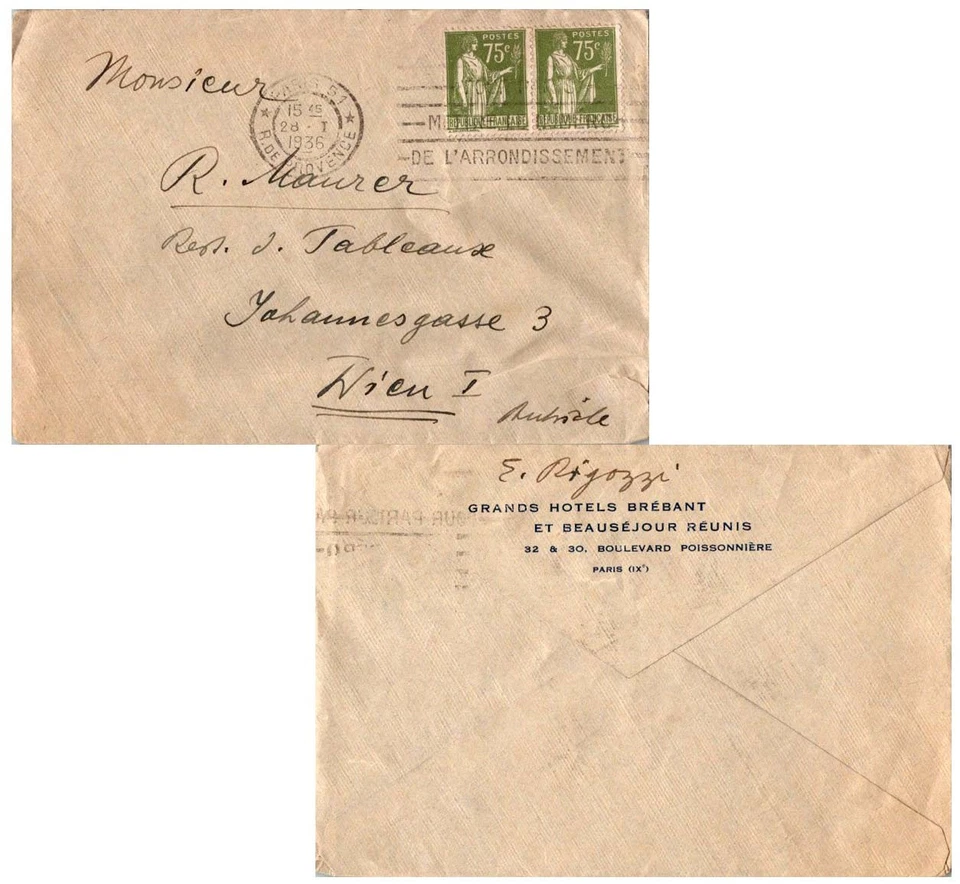 Monsieur
R. Maurer
Rest. d. Tableaux
Johannesgasse 3
Wien I
Autriche
POSTES
75c
REPUBLIQUE FRANCAISE
POSTES
75c
REPUBLIQUE FRANCAISE
PARIS 51
15 45
28 · I
1936
R. DE PROVENCE
DE L'ARRONDISSEMENT
E. Rigozzi
GRANDS HOTELS BRÉBANT
ET BEAUSÉJOUR RÉUNIS
32 & 30, BOULEVARD POISSONNIÈRE
PARIS (IXe)